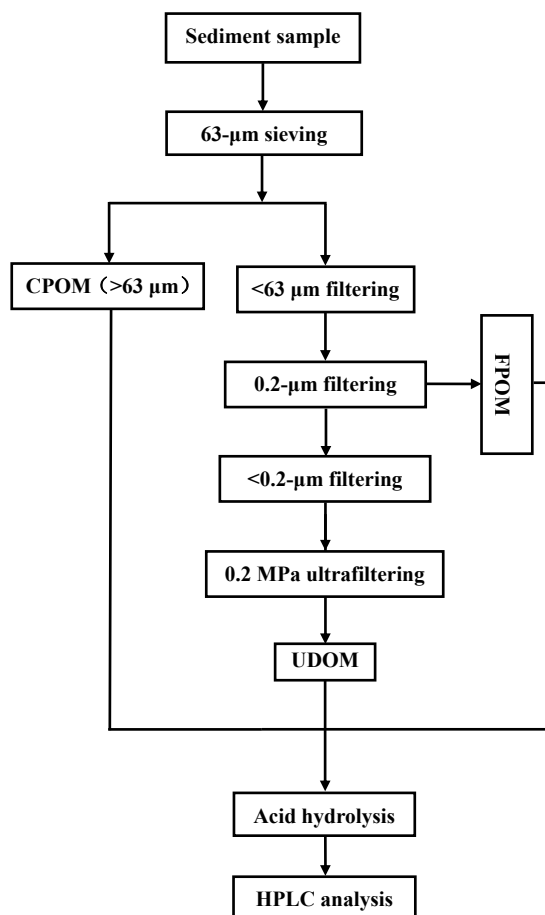 Sediment sample
63-μm sieving
CPOM（>63 μm）
<63 μm filtering
0.2-μm filtering
FPOM
<0.2-μm filtering
0.2 MPa ultrafiltering
UDOM
Acid hydrolysis
HPLC analysis